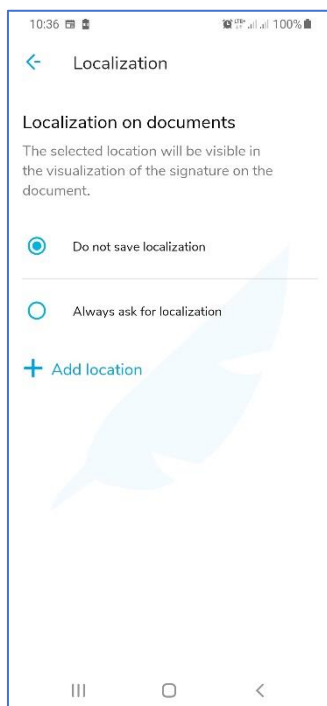 10:36 100%
Localization
Localization on documents
The selected location will be visible in
the visualization of the signature on the
document.
Do not save localization
Always ask for localization
+ Add location